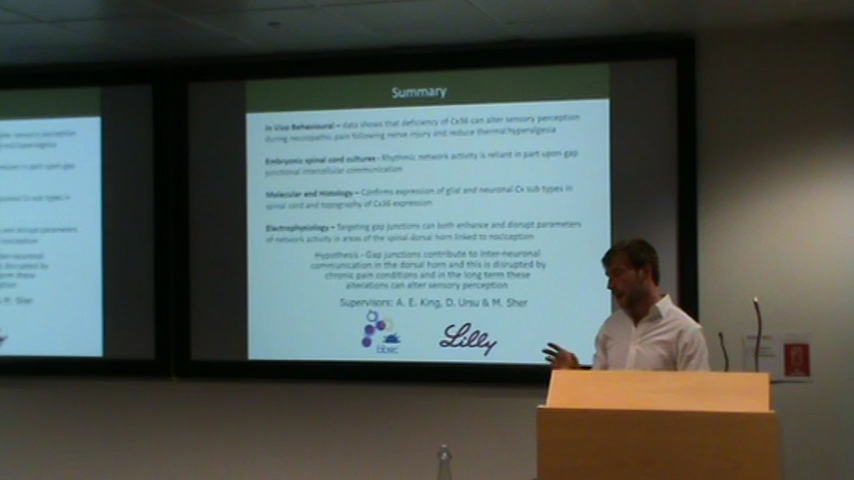 Summary
In Vivo Behavioural – data shows that deficiency of Cx36 can alter sensory perception
during neuropathic pain following nerve injury and reduce thermal hyperalgesia
Embryonic spinal cord cultures - Rhythmic network activity is reliant in part upon gap
junctional intercellular communication
Molecular and Histology – Confirms expression of glial and neuronal Cx sub types in
spinal cord and topography of Cx36 expression
Electrophysiology – Targeting gap junctions can both enhance and disrupt parameters
of network activity in areas of the spinal dorsal horn linked to nociception
Hypothesis - Gap junctions contribute to inter-neuronal
communication in the dorsal horn and this is disrupted by
chronic pain conditions and in the long term these
alterations can alter sensory perception
Supervisors: A. E. King, D. Ursu & M. Sher
bbsrc
Lilly